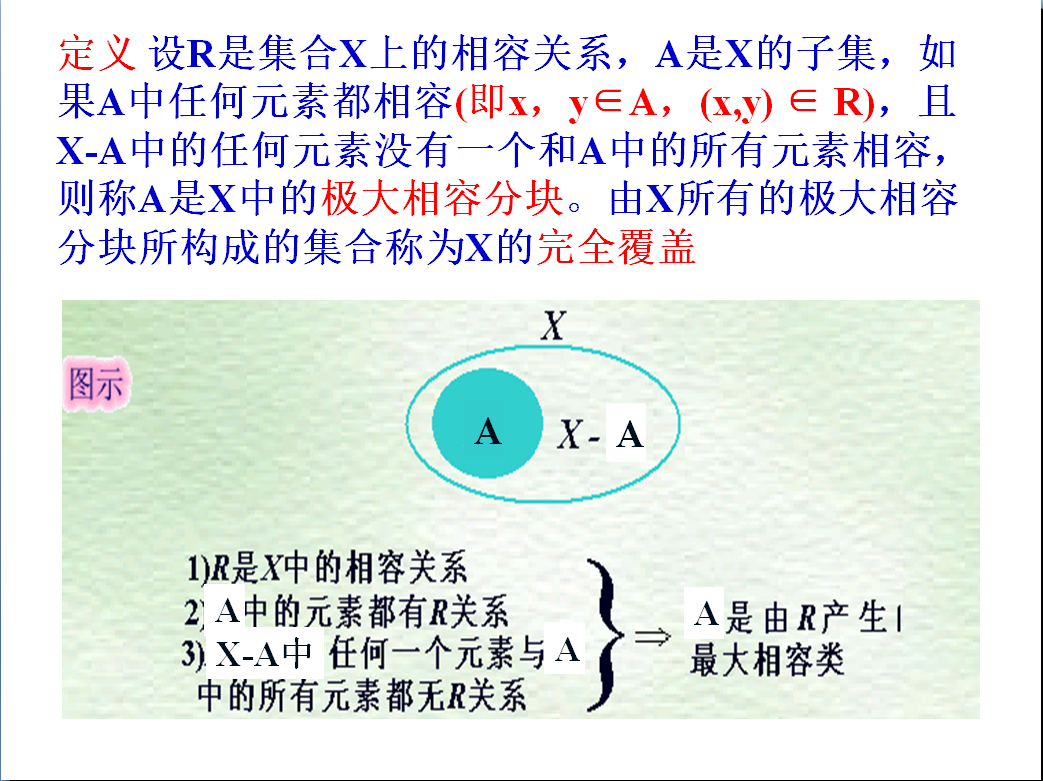 定义 设R是集合X上的相容关系，A是X的子集，如
果A中任何元素都相容(即x，y∈A，(x,y) ∈ R)，且
X-A中的任何元素没有一个和A中的所有元素相容，
则称A是X中的极大相容分块。由X所有的极大相容
分块所构成的集合称为X的完全覆盖
X
图示
A
X - A
1)R是X中的相容关系
2) A中的元素都有R关系
3) X-A中 任何一个元素与 A
中的所有元素都无R关系
⇒
A 是由R产生
最大相容类